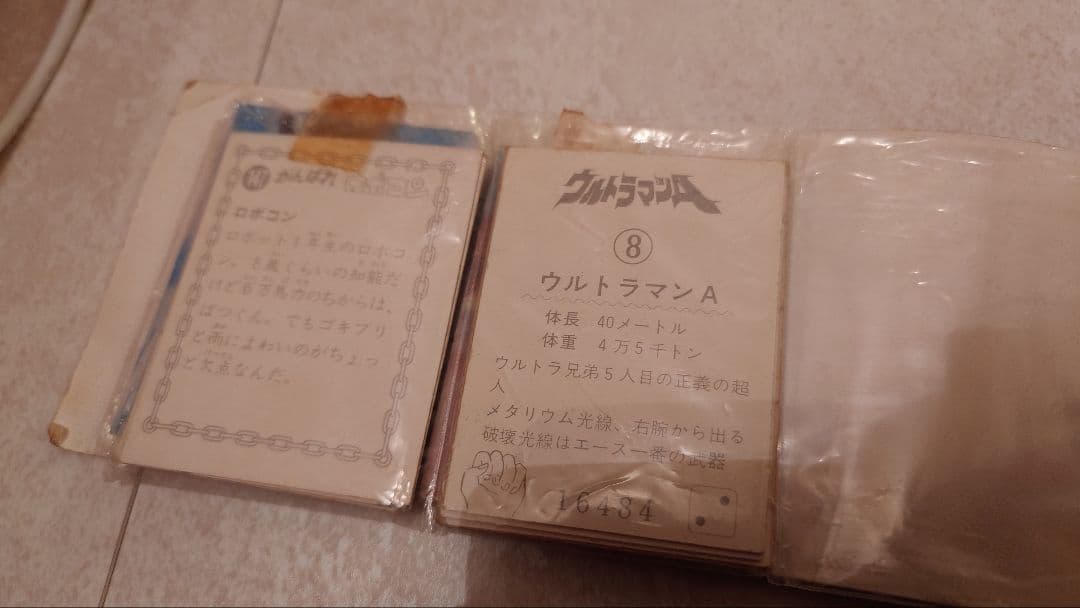 がんばれ
ロボコン
ロボット1年生のロボコ
ン。5歳くらいの知能だ
けど百万馬力のちからは、
ばつぐん。でもゴキブリ
と雨によわいのがちょっ
と欠点なんだ。
ウルトラマンA
8
ウルトラマンA
体長 40メートル
体重 4万5千トン
ウルトラ兄弟5人目の正義の超
人
メタリウム光線、右腕から出る
破壊光線はエース一番の武器
16434